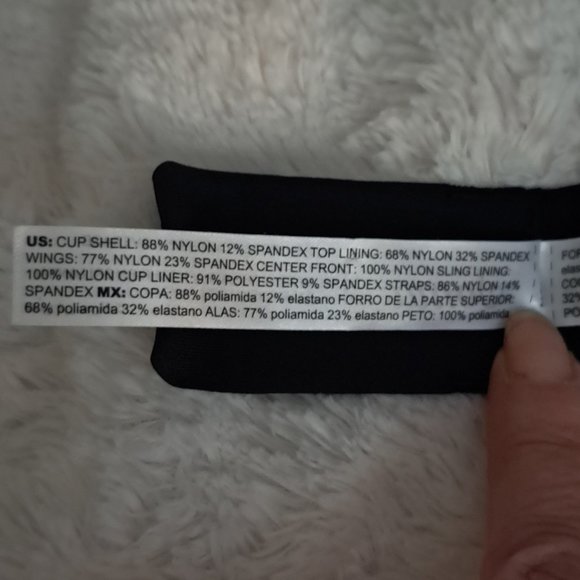 US: CUP SHELL: 88% NYLON 12% SPANDEX TOP LINING: 68% NYLON 32% SPANDEX
WINGS: 77% NYLON 23% SPANDEX CENTER FRONT: 100% NYLON SLING LINING:
100% NYLON CUP LINER: 91% POLYESTER 9% SPANDEX STRAPS: 86% NYLON 14%
SPANDEX MX: COPA: 88% poliamida 12% elastano FORRO DE LA PARTE SUPERIOR:
68% poliamida 32% elastano ALAS: 77% poliamida 23% elastano PETO: 100% poliamida